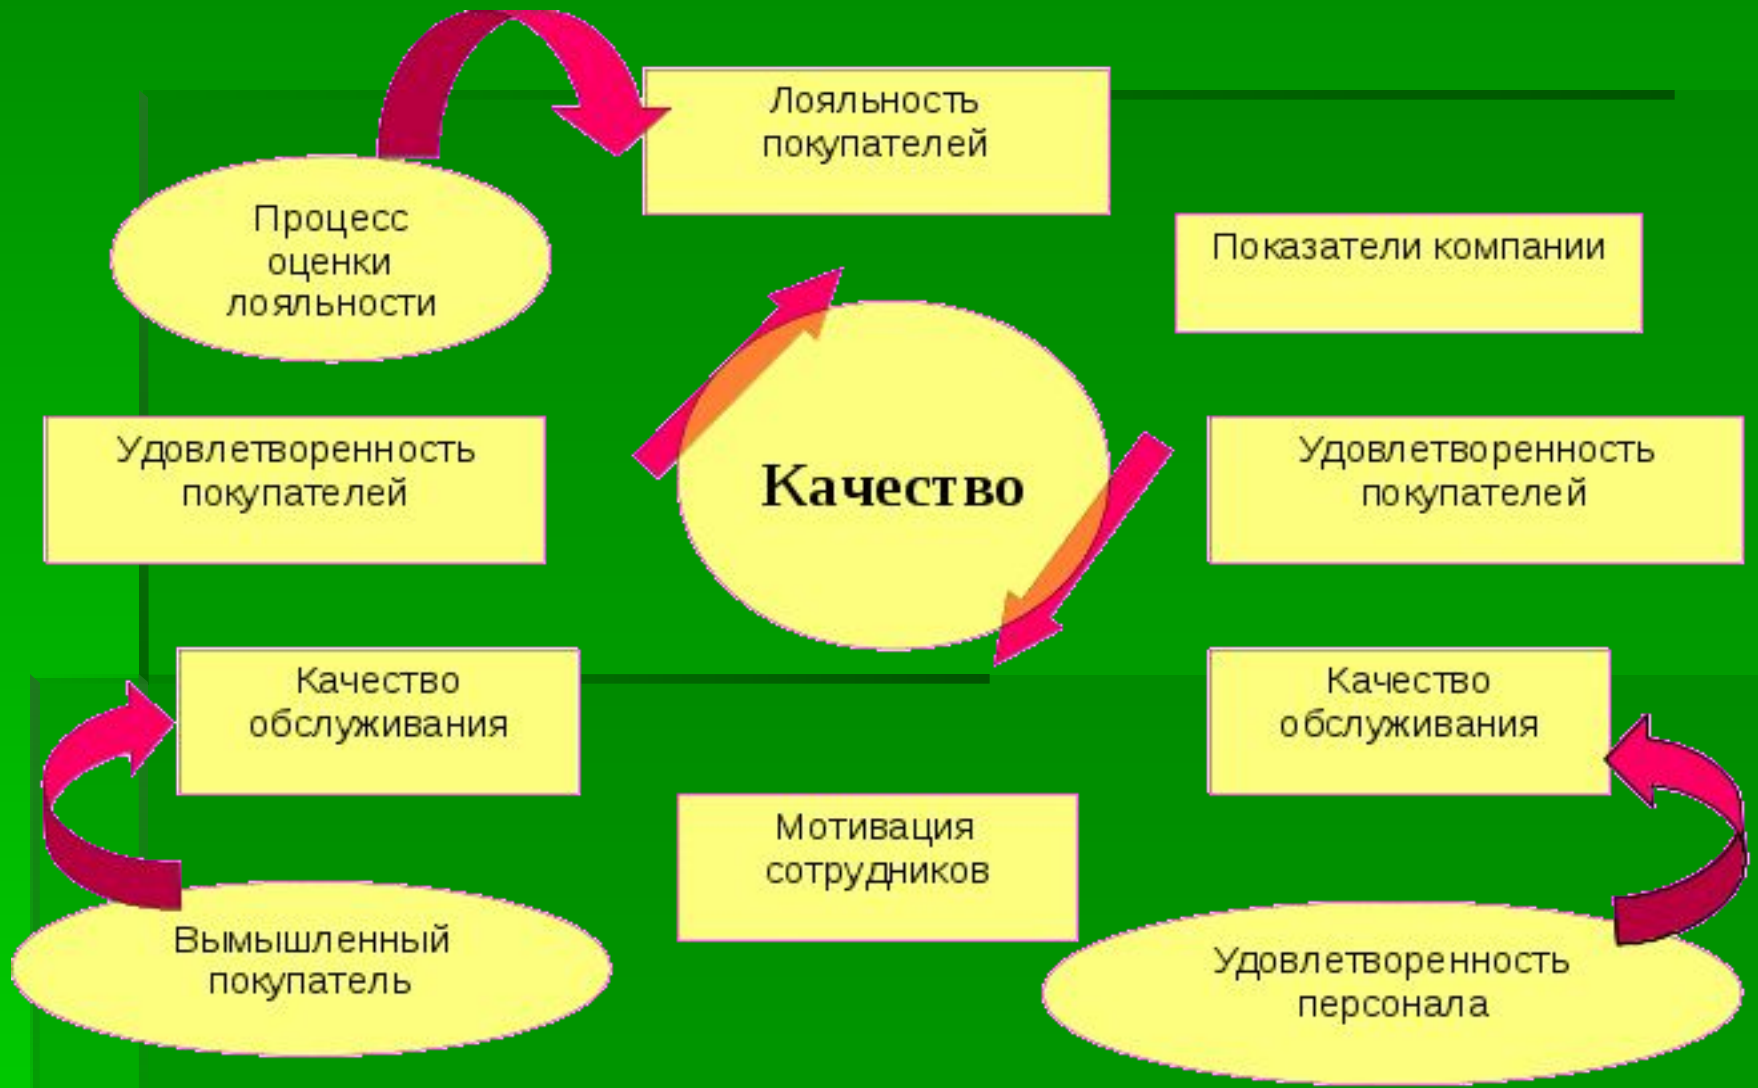 Лояльность
покупателей
Процесс
оценки
лояльности
Показатели компании
Удовлетворенность
покупателей
Качество
Удовлетворенность
покупателей
Качество
обслуживания
Качество
обслуживания
Мотивация
сотрудников
Вымышленный
покупатель
Удовлетворенность
персонала